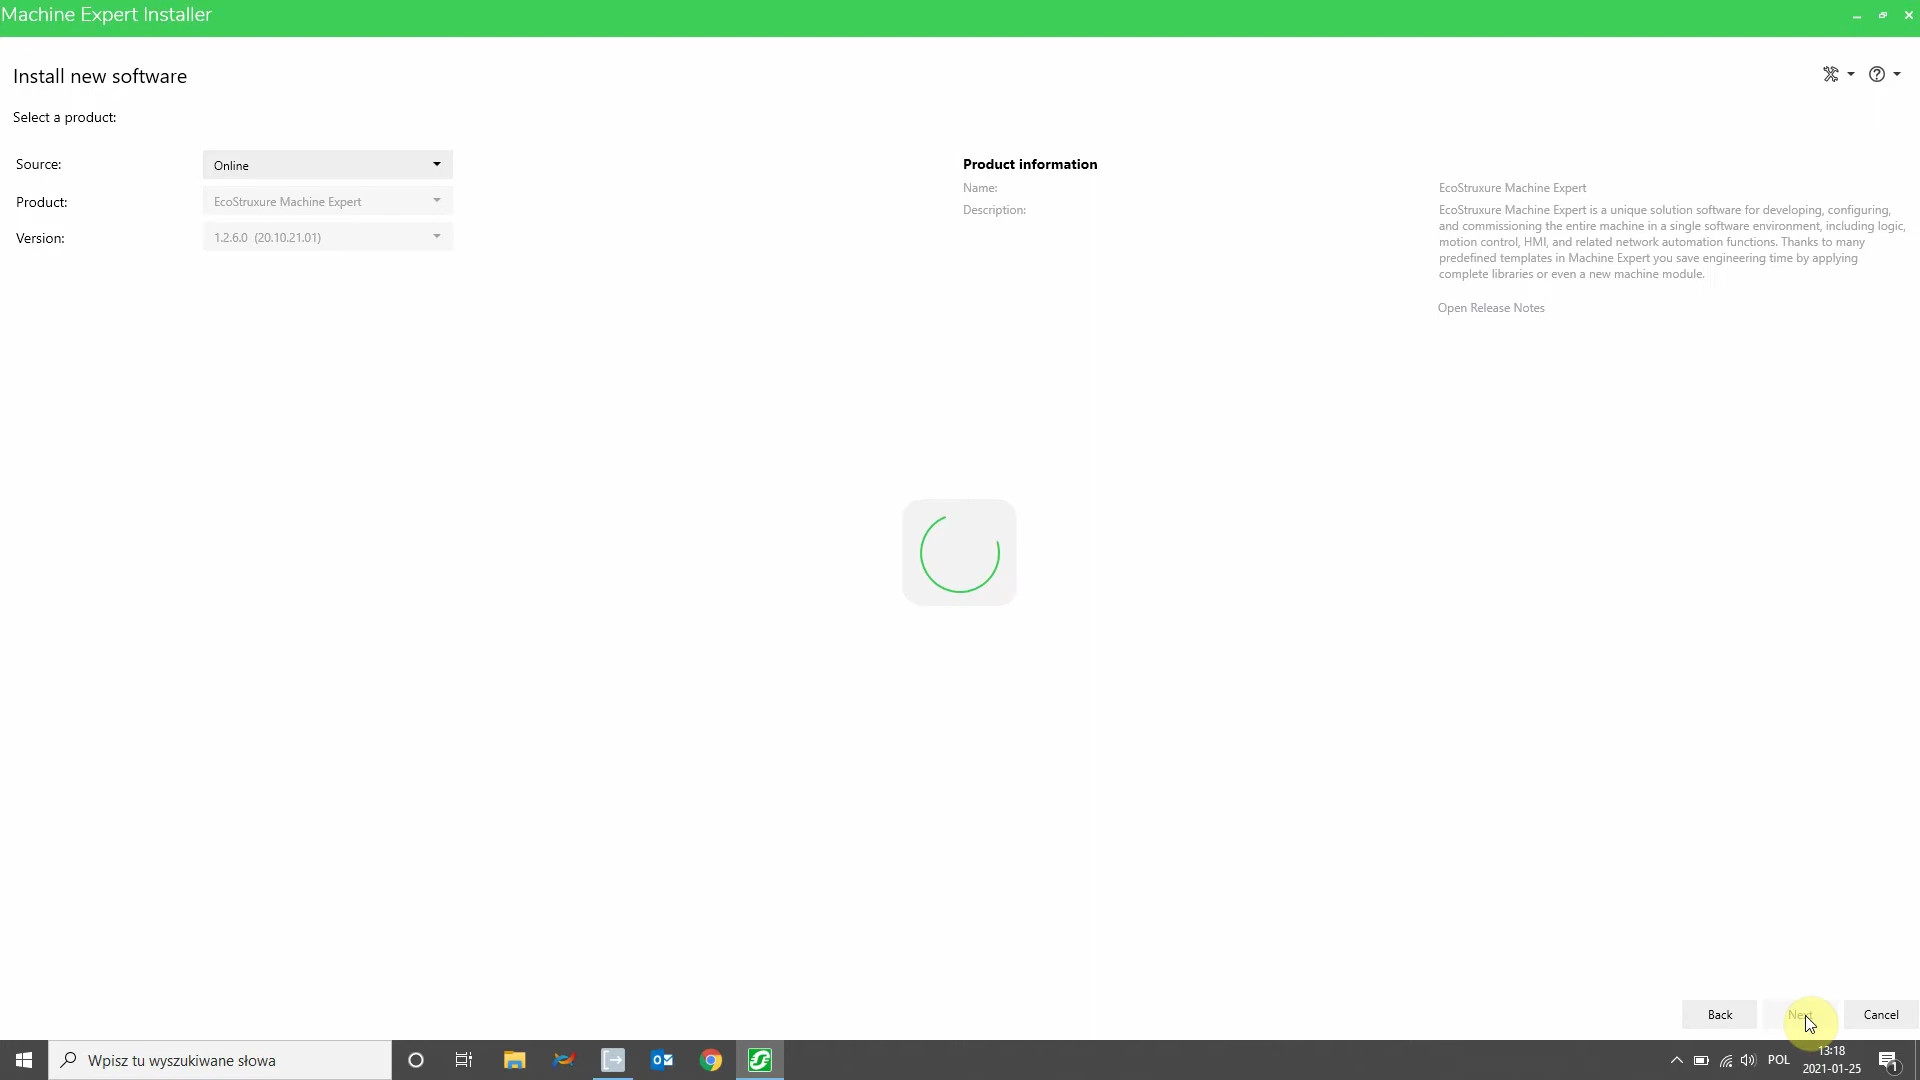 Machine Expert Installer
Install new software
Select a product:
Source:
Online
Product:
EcoStruxure Machine Expert
Version:
1.2.6.0 (20.10.21.01)
Product information
Name:
EcoStruxure Machine Expert
Description:
EcoStruxure Machine Expert is a unique solution software for developing, configuring,
and commissioning the entire machine in a single software environment, including logic,
motion control, HMI, and related network automation functions. Thanks to many
predefined templates in Machine Expert you save engineering time by applying
complete libraries or even a new machine module.
Open Release Notes
Back
Next
Cancel
Wpisz tu wyszukiwane słowa
POL
13:18
2021-01-25
1